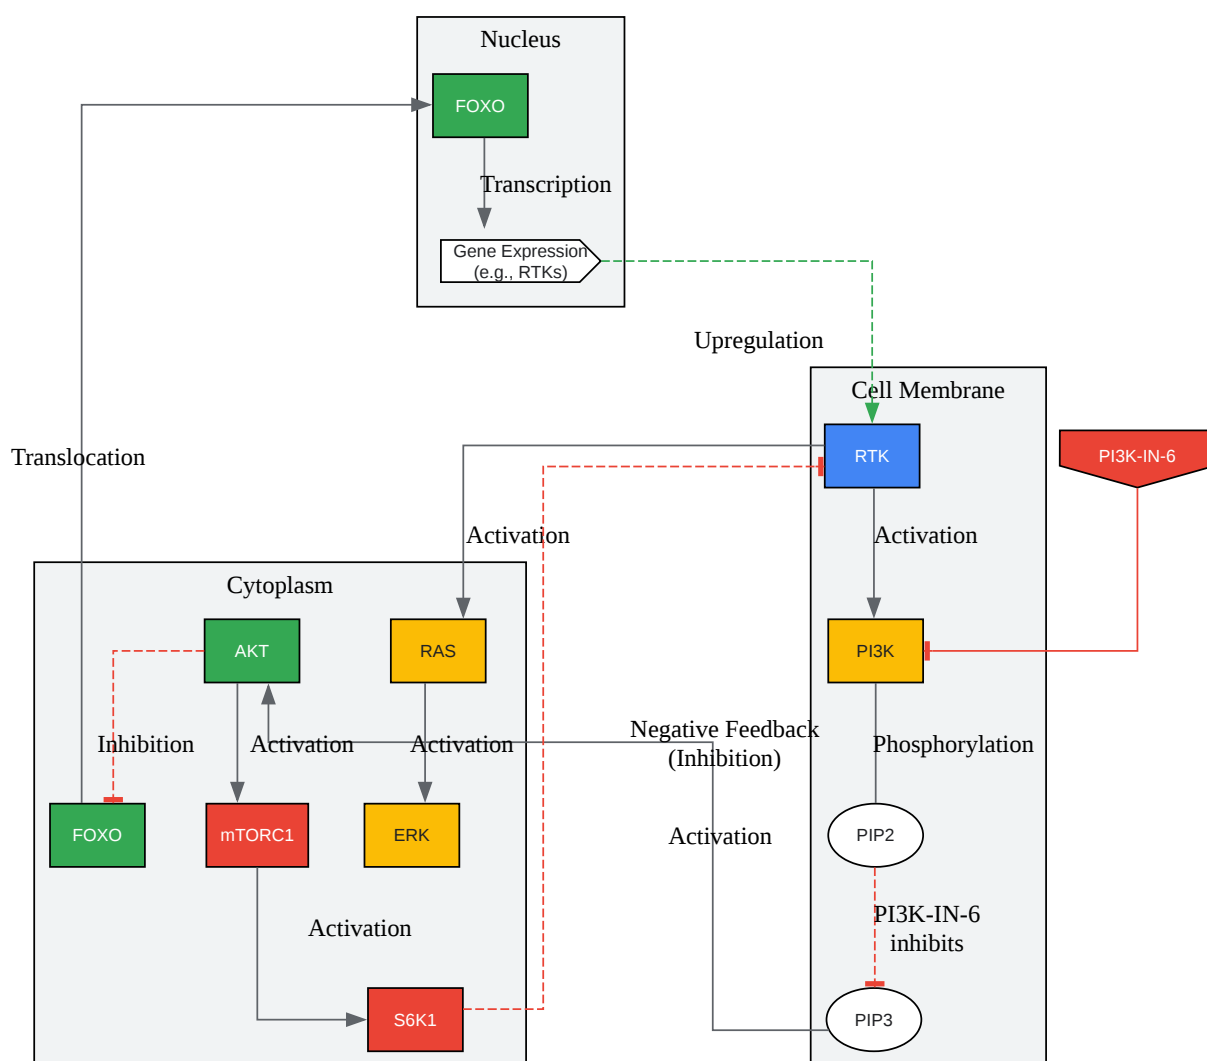 Nucleus
FOXO
Transcription
Gene Expression
(e.g., RTKs)
Upregulation
Cell Membrane
Translocation
RTK
PI3K-IN-6
Activation
Activation
Cytoplasm
AKT
RAS
PI3K
Inhibition
Activation
Activation
Negative Feedback
(Inhibition)
Phosphorylation
FOXO
mTORC1
ERK
Activation
PIP2
Activation
PI3K-IN-6
inhibits
S6K1
PIP3